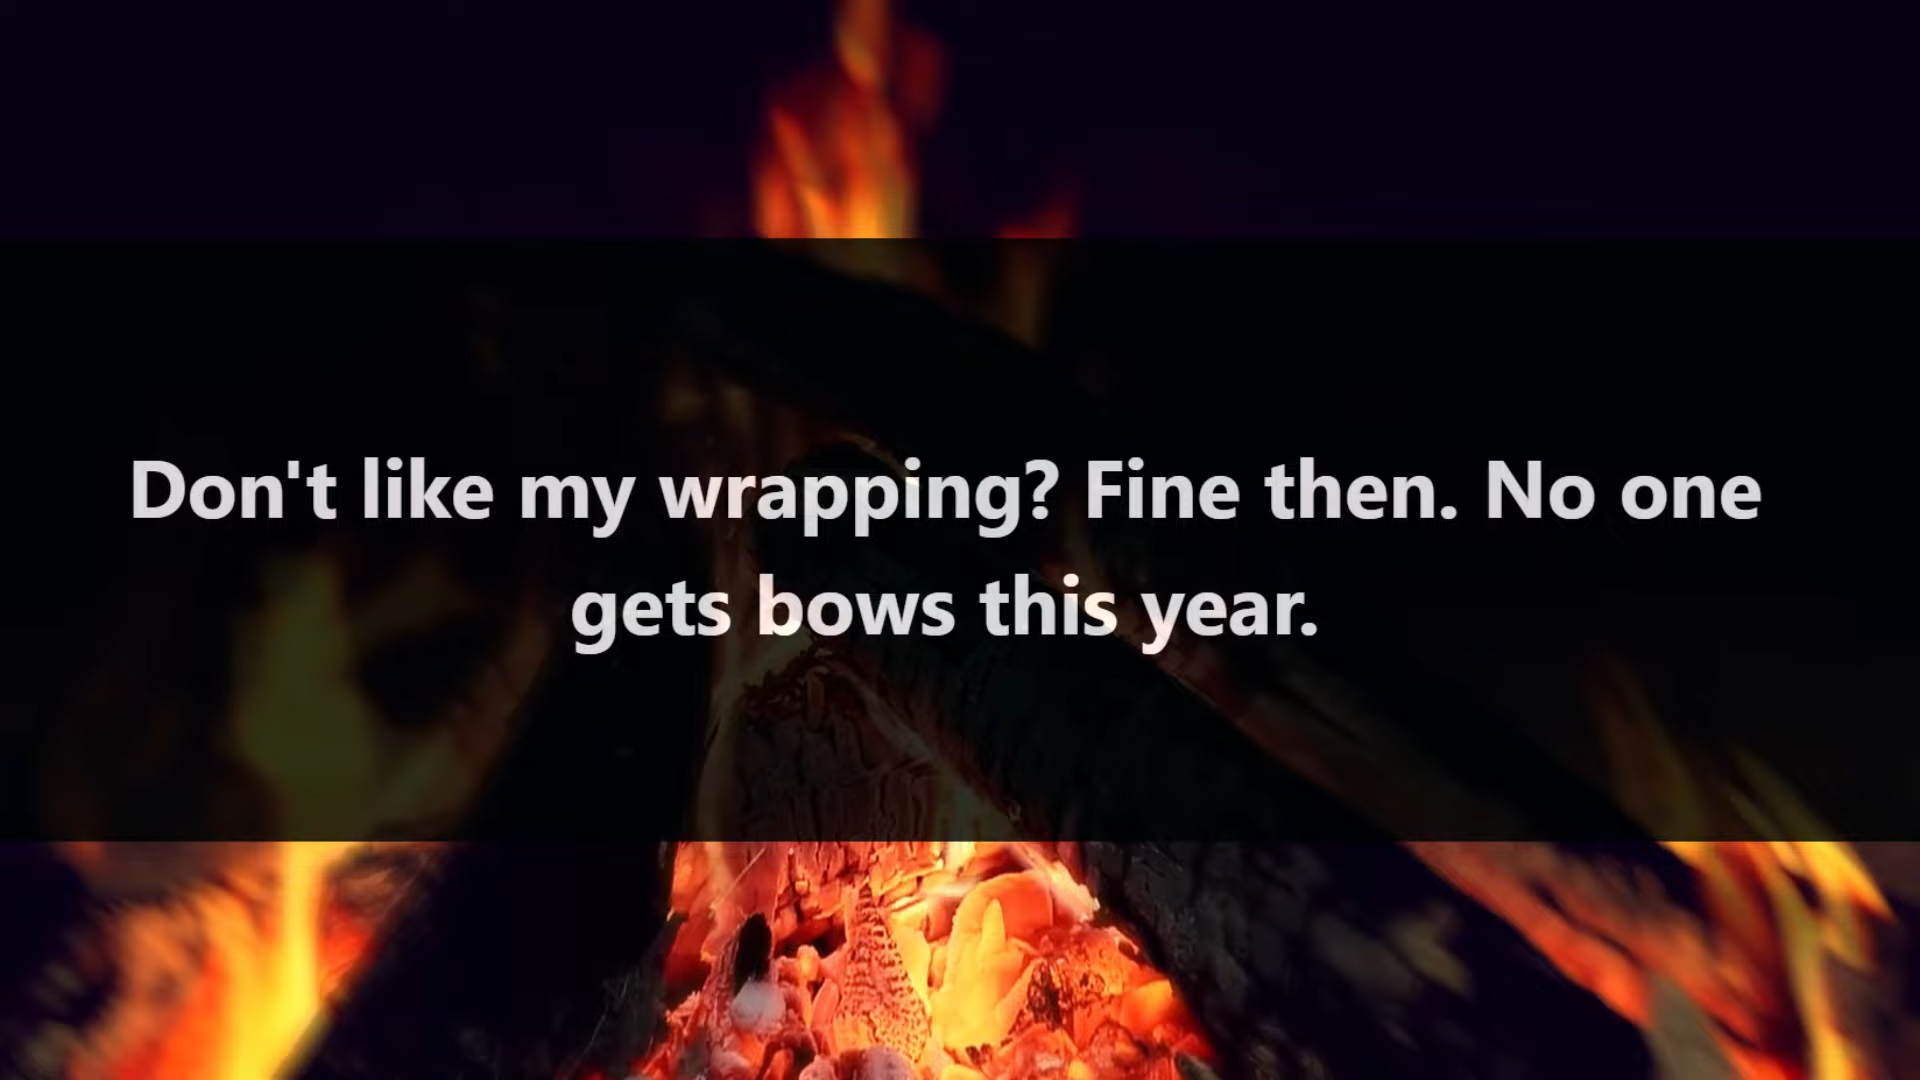 Don't like my wrapping? Fine then. No one
gets bows this year.